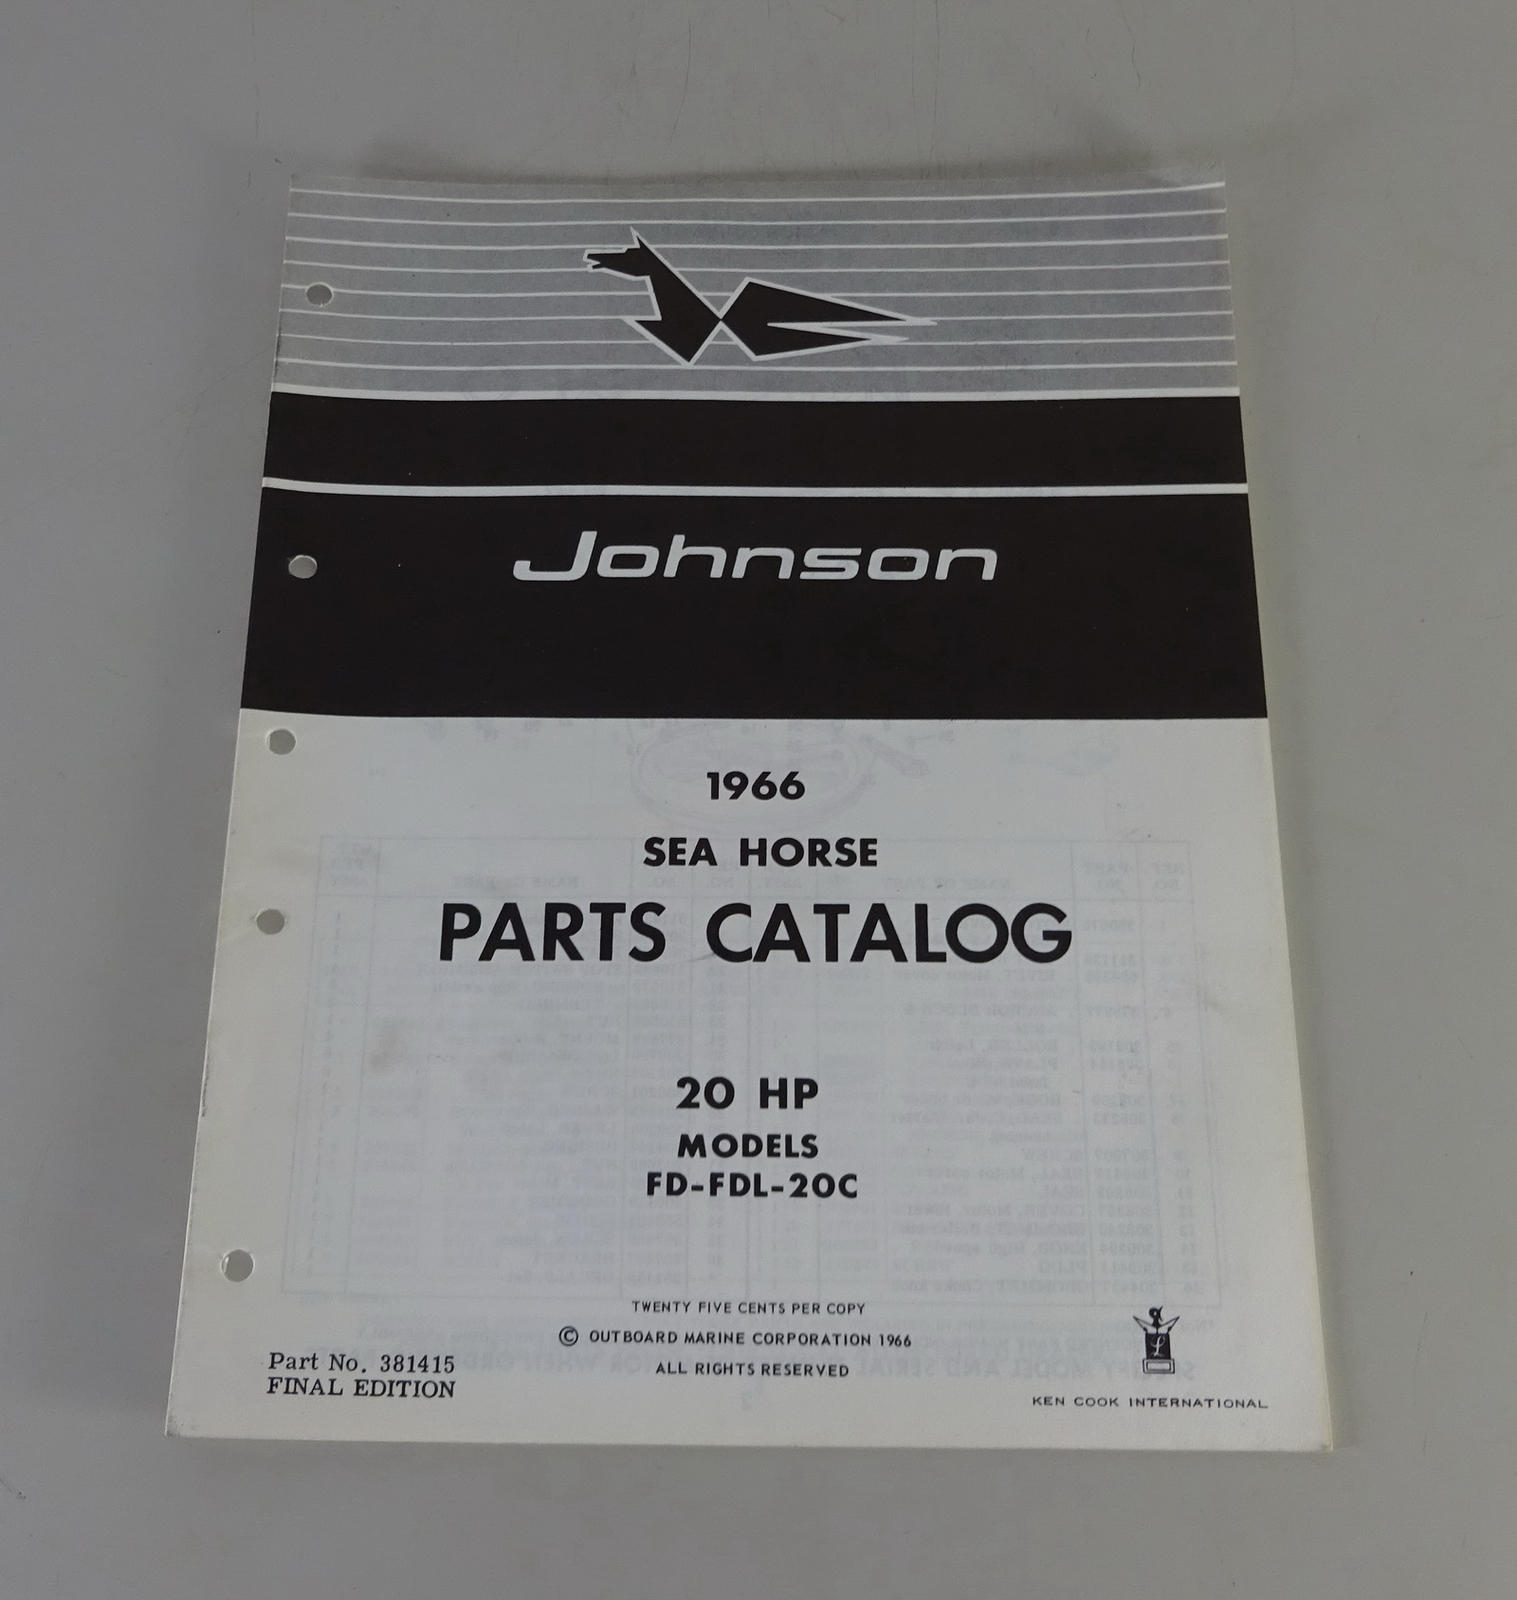 Johnson
1966
SEA HORSE
PARTS CATALOG
20 HP
MODELS
FD-FDL-20C
TWENTY FIVE CENTS PER COPY
© OUTBOARD MARINE CORPORATION 1966
ALL RIGHTS RESERVED
Part No. 381415
FINAL EDITION
KEN COOK INTERNATIONAL